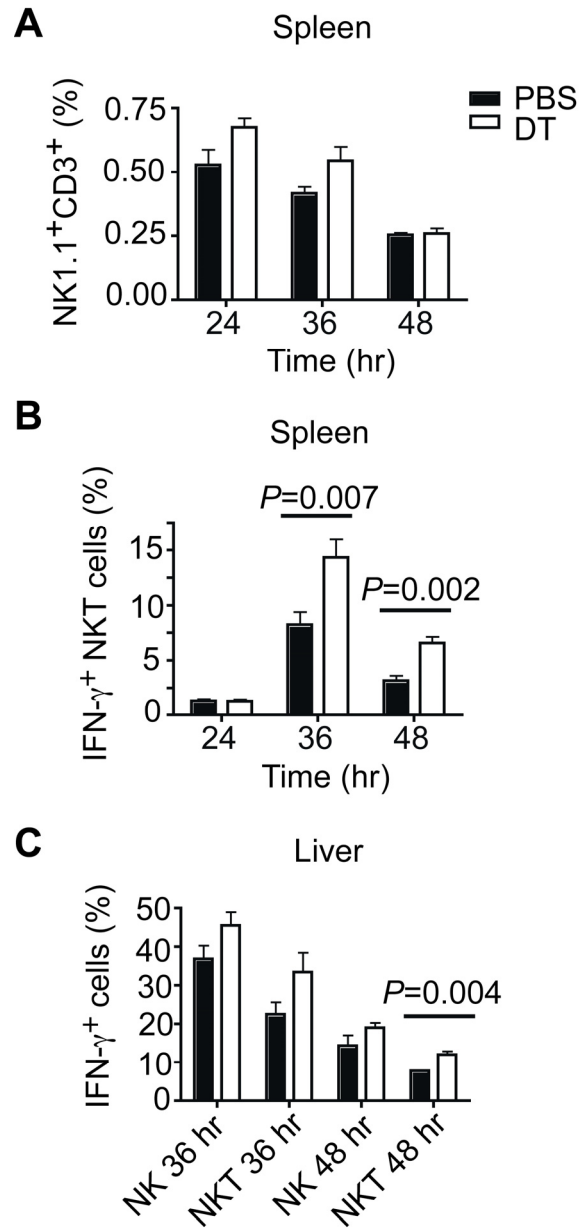 A
Spleen
PBS
DT
NK1.1+CD3+ (%)
0.75
0.50
0.25
0.00
24 36 48
Time (hr)
B
Spleen
IFN-γ+ NKT cells (%)
P=0.007
P=0.002
15
10
5
0
24 36 48
Time (hr)
C
Liver
IFN-γ+ cells (%)
50
40
30
20
10
0
P=0.004
NK 36 hr
NKT 36 hr
NK 48 hr
NKT 48 hr